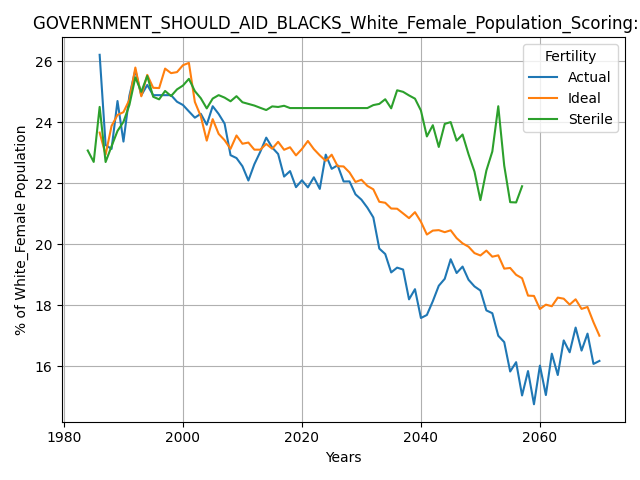 GOVERNMENT_SHOULD_AID_BLACKS_White_Female_Population_Scoring:
% of White_Female Population
26
24
22
20
18
16
1980
2000
2020
2040
2060
Years
Fertility
Actual
Ideal
Sterile